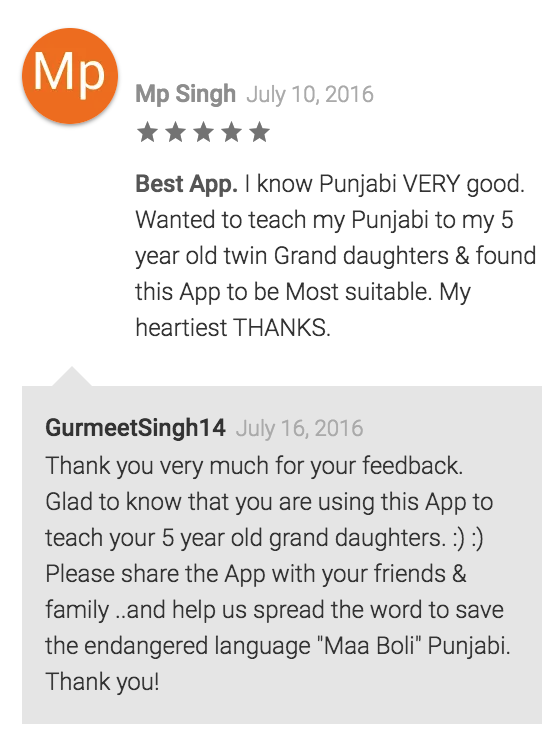 Mp
Mp Singh July 10, 2016
Best App. I know Punjabi VERY good.
Wanted to teach my Punjabi to my 5
year old twin Grand daughters & found
this App to be Most suitable. My
heartiest THANKS.
GurmeetSingh14 July 16, 2016
Thank you very much for your feedback.
Glad to know that you are using this App to
teach your 5 year old grand daughters. :) :)
Please share the App with your friends &
family ..and help us spread the word to save
the endangered language "Maa Boli" Punjabi.
Thank you!